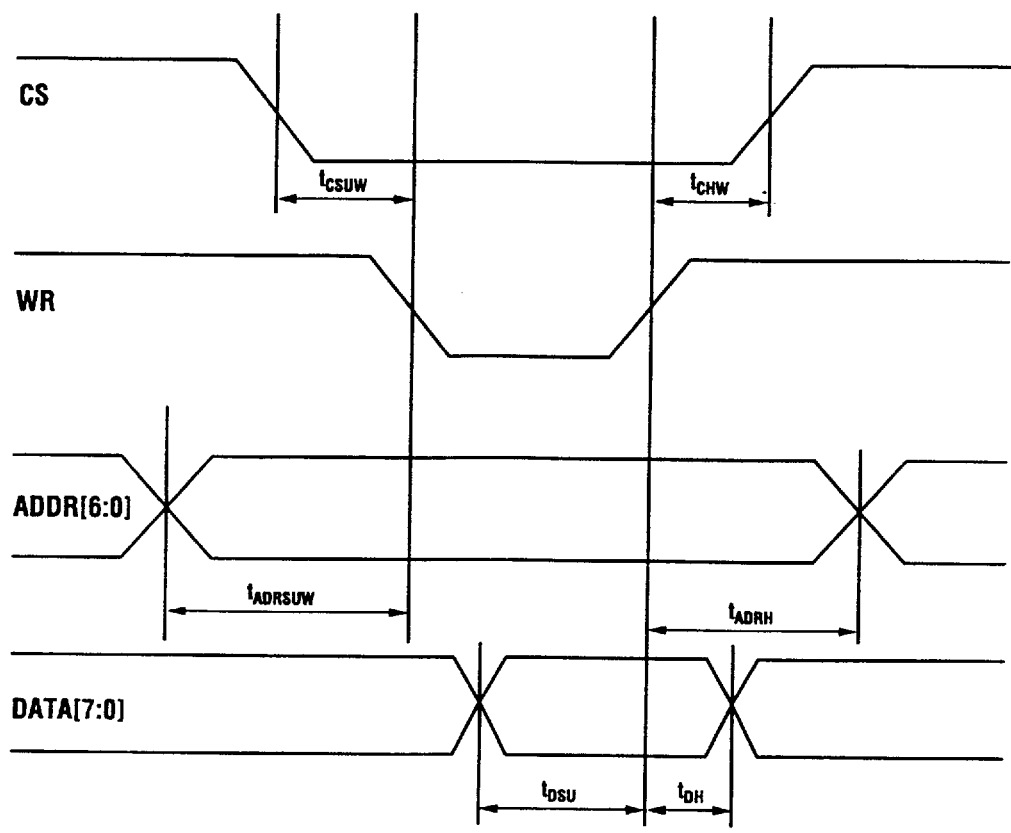 CS
tCSUW
tCHW
WR
ADDR[6:0]
tADRSUW
tADRH
DATA[7:0]
tDSU
tDH